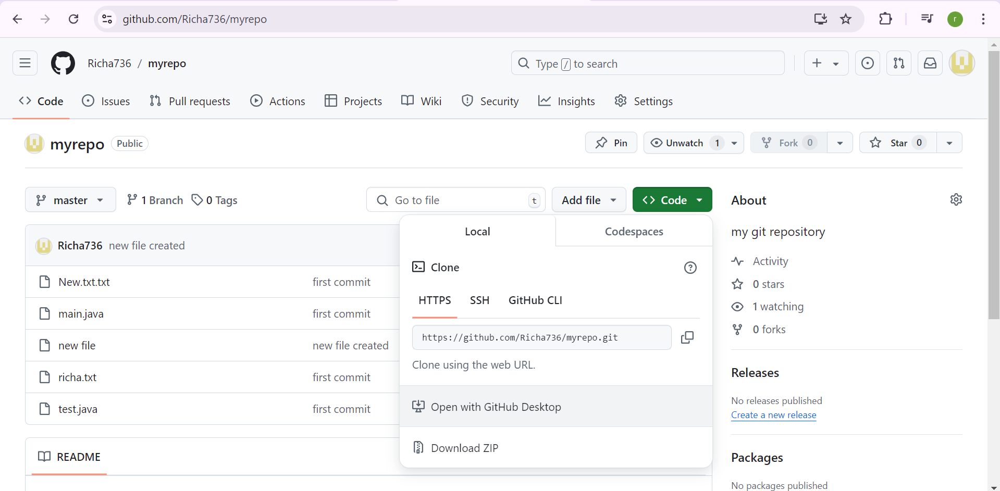 github.com/Richa736/myrepo
r
Richa736 / myrepo
Type / to search
Code Issues Pull requests Actions Projects Wiki Security Insights Settings
myrepo Public
Pin Unwatch 1 Fork 0 Star 0
master 1 Branch 0 Tags Go to file t Add file Code
Local Codespaces
Richa736 new file created
New.txt.txt first commit
main.java first commit
new file new file created
richa.txt first commit
test.java first commit
README
Clone
HTTPS SSH GitHub CLI
https://github.com/Richa736/myrepo.git
Clone using the web URL.
Open with GitHub Desktop
Download ZIP
About
my git repository
Activity
0 stars
1 watching
0 forks
Releases
No releases published
Create a new release
Packages
No packages published